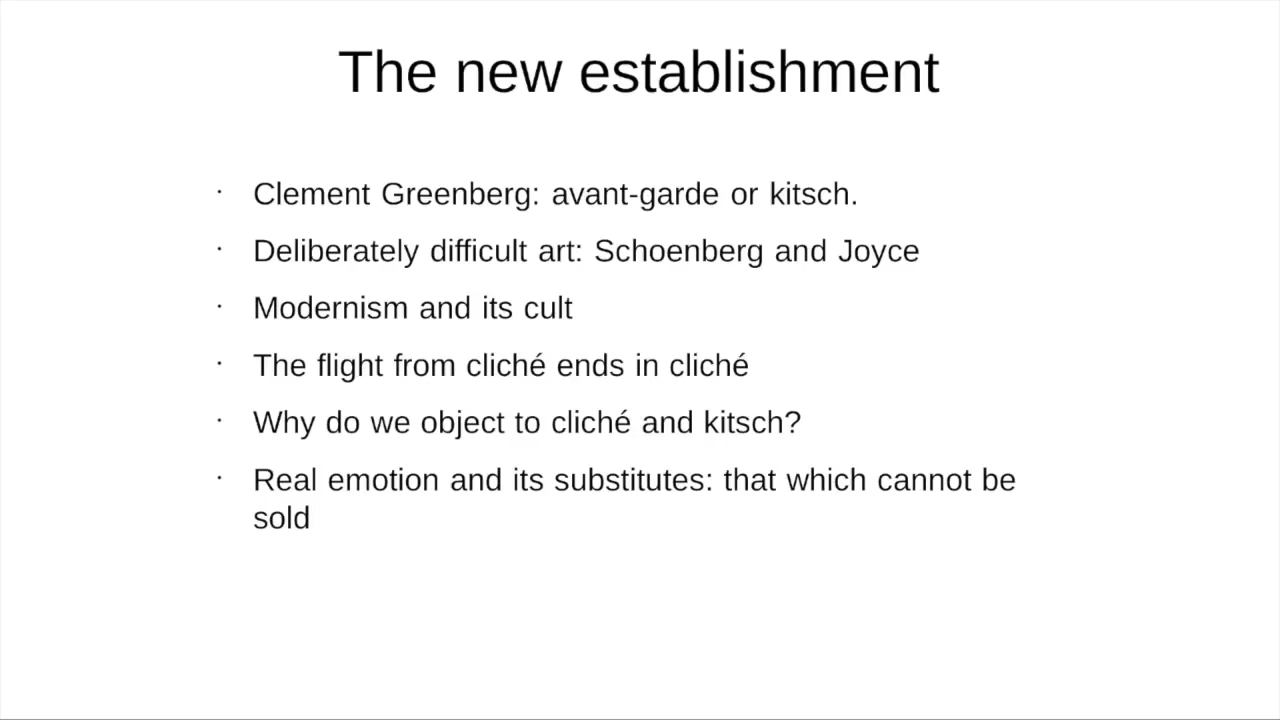 The new establishment
· Clement Greenberg: avant-garde or kitsch.
· Deliberately difficult art: Schoenberg and Joyce
· Modernism and its cult
· The flight from cliché ends in cliché
· Why do we object to cliché and kitsch?
· Real emotion and its substitutes: that which cannot be
sold